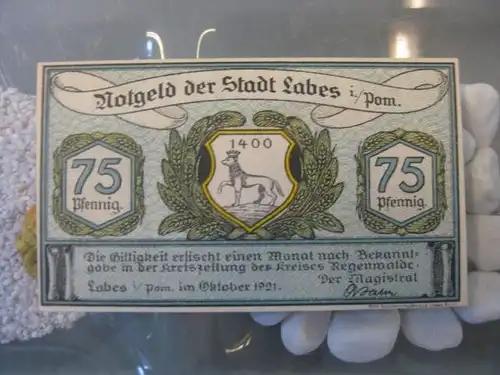 Notgeld der Stadt Labes i./Pom.
1400
75
Pfennig.
75
Pfennig.
Die Giltigkeit erlischt einen Monat nach Bekannt-
gabe in der Kreiszeitung des Kreises Regenwalde.
Labes i/Pom. im Oktober 1921.
Der Magistrat